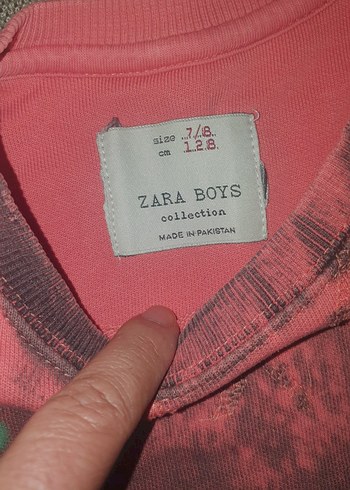 size 7/8
cm 128
ZARA BOYS
collection
MADE IN PAKISTAN